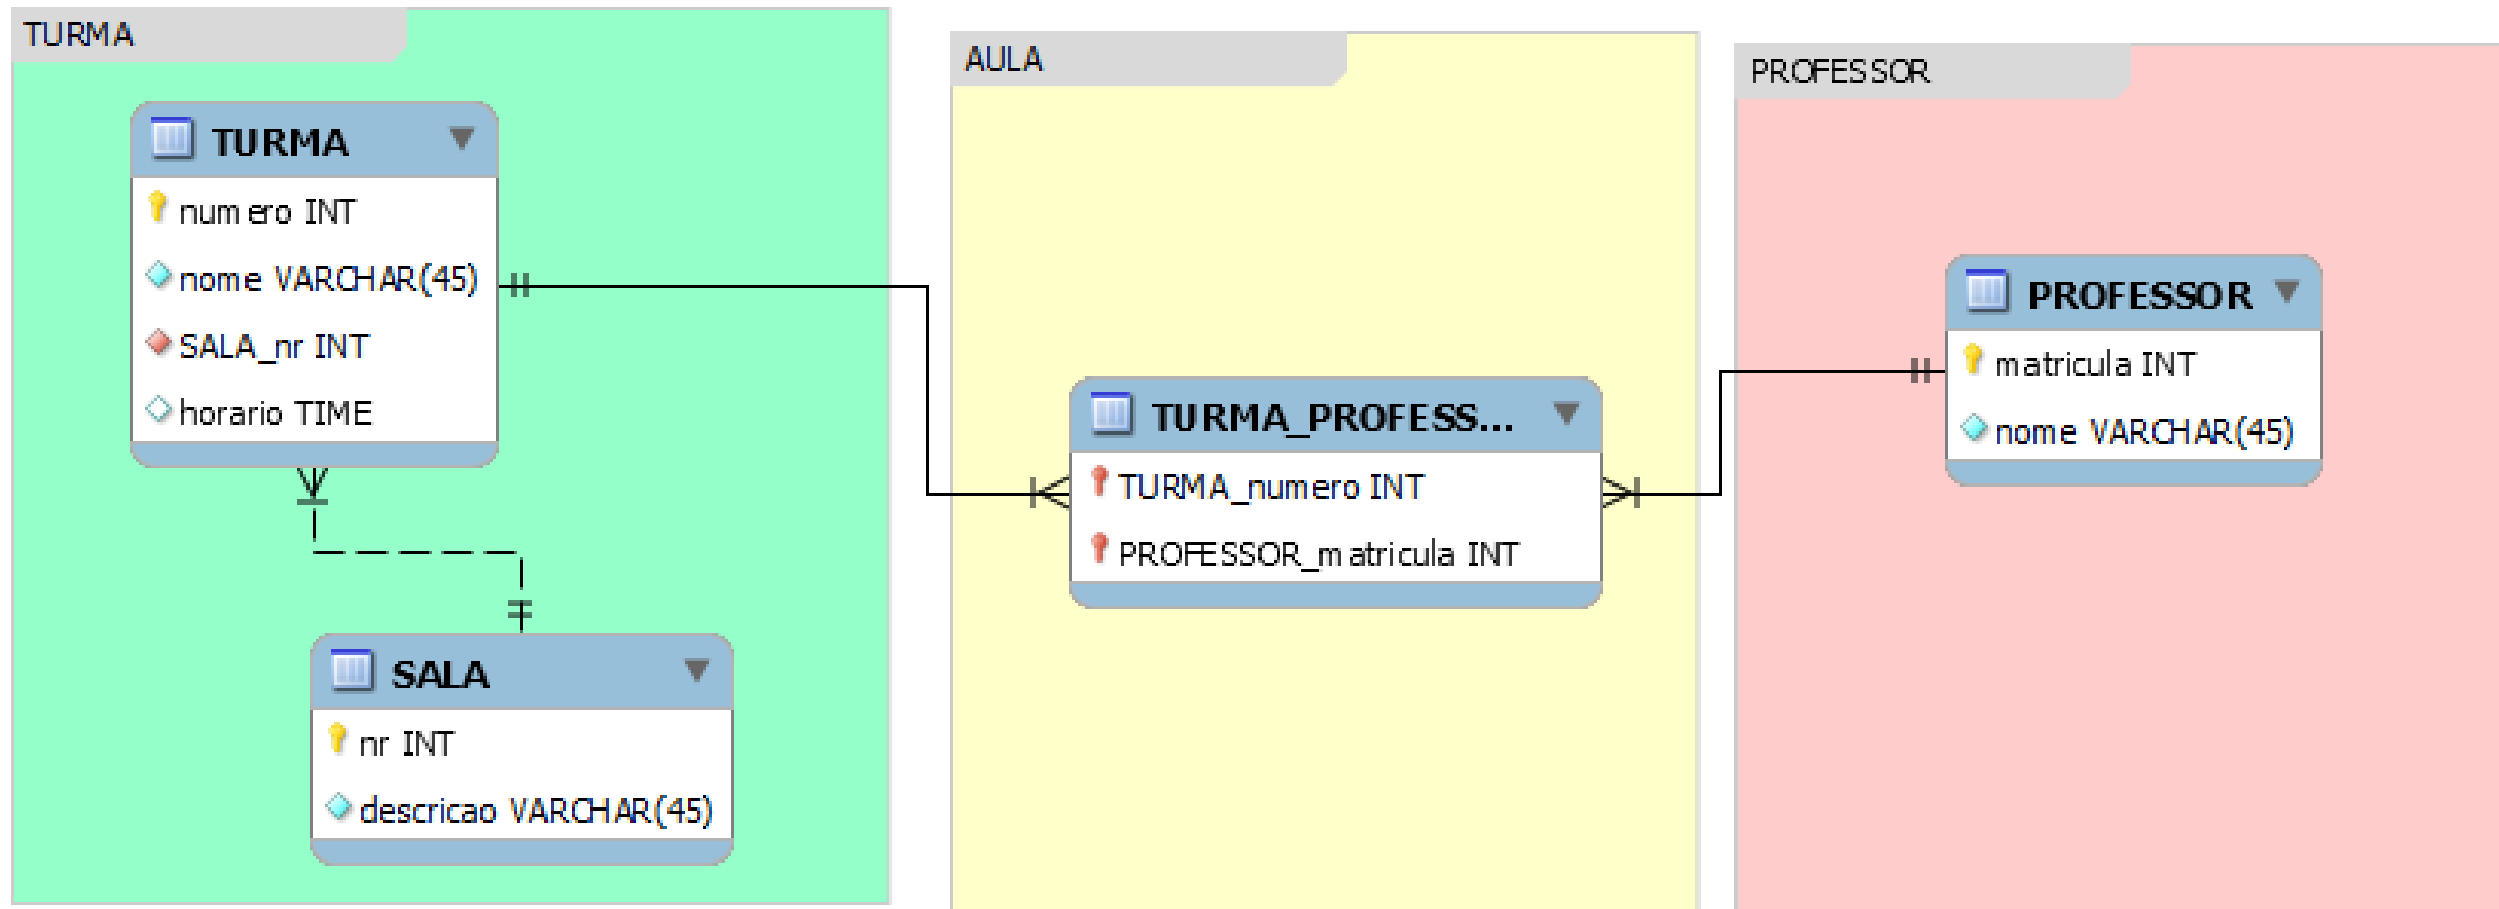 TURMA
TURMA
numero INT
nome VARCHAR(45)
SALA_nr INT
horario TIME
SALA
nr INT
descricao VARCHAR(45)
AULA
TURMA_PROFESS...
TURMA_numero INT
PROFESSOR_matricula INT
PROFESSOR
PROFESSOR
matricula INT
nome VARCHAR(45)